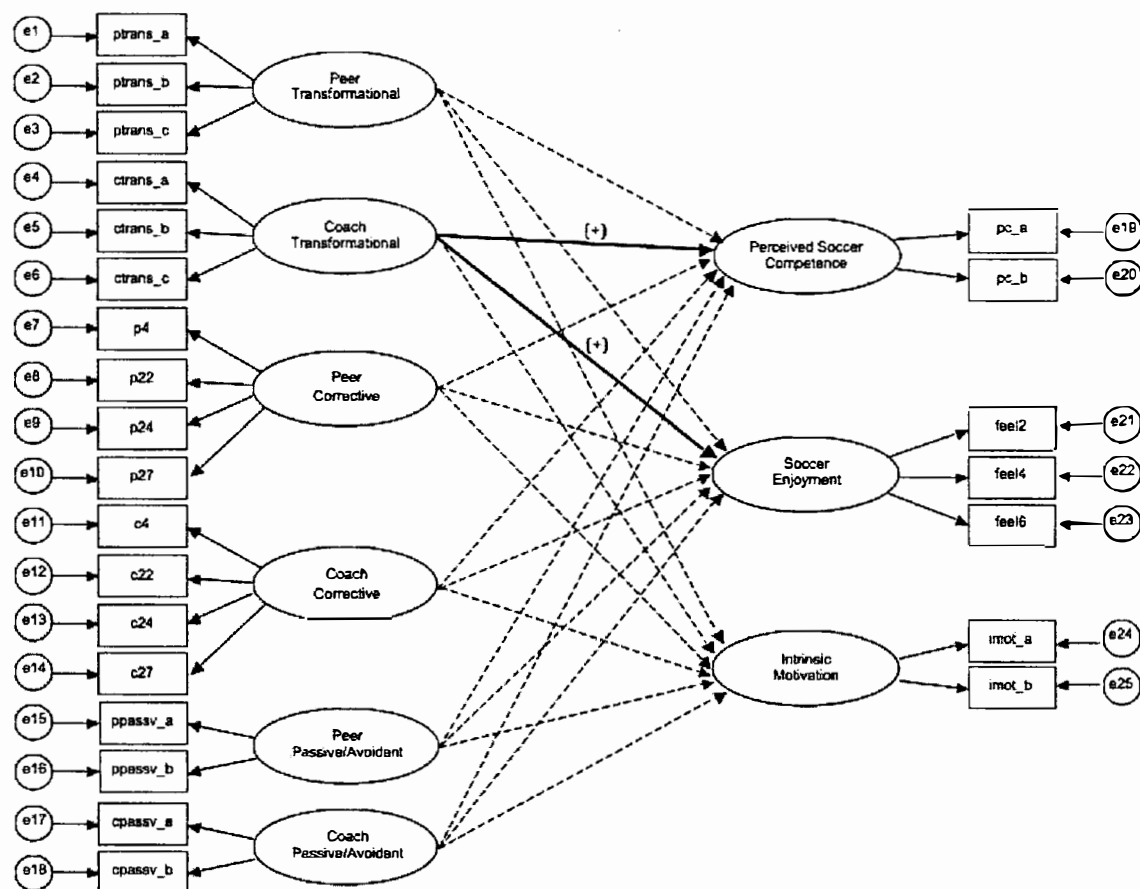 e1
ptrans_a
e2
ptrans_b
e3
ptrans_c
Peer
Transformational
e4
ctrans_a
e5
ctrans_b
e6
ctrans_c
Coach
Transformational
e7
p4
e8
p22
e9
p24
e10
p27
Peer
Corrective
e11
c4
e12
c22
e13
c24
e14
c27
Coach
Corrective
e15
ppassv_a
e16
ppassv_b
Peer
Passive/Avoidant
e17
cpassv_a
e18
cpassv_b
Coach
Passive/Avoidant
(+)
(+)
Perceived Soccer
Competence
pc_a
e19
pc_b
e20
Soccer
Enjoyment
feel2
e21
feel4
e22
feel6
e23
Intrinsic
Motivation
imot_a
e24
imot_b
e25